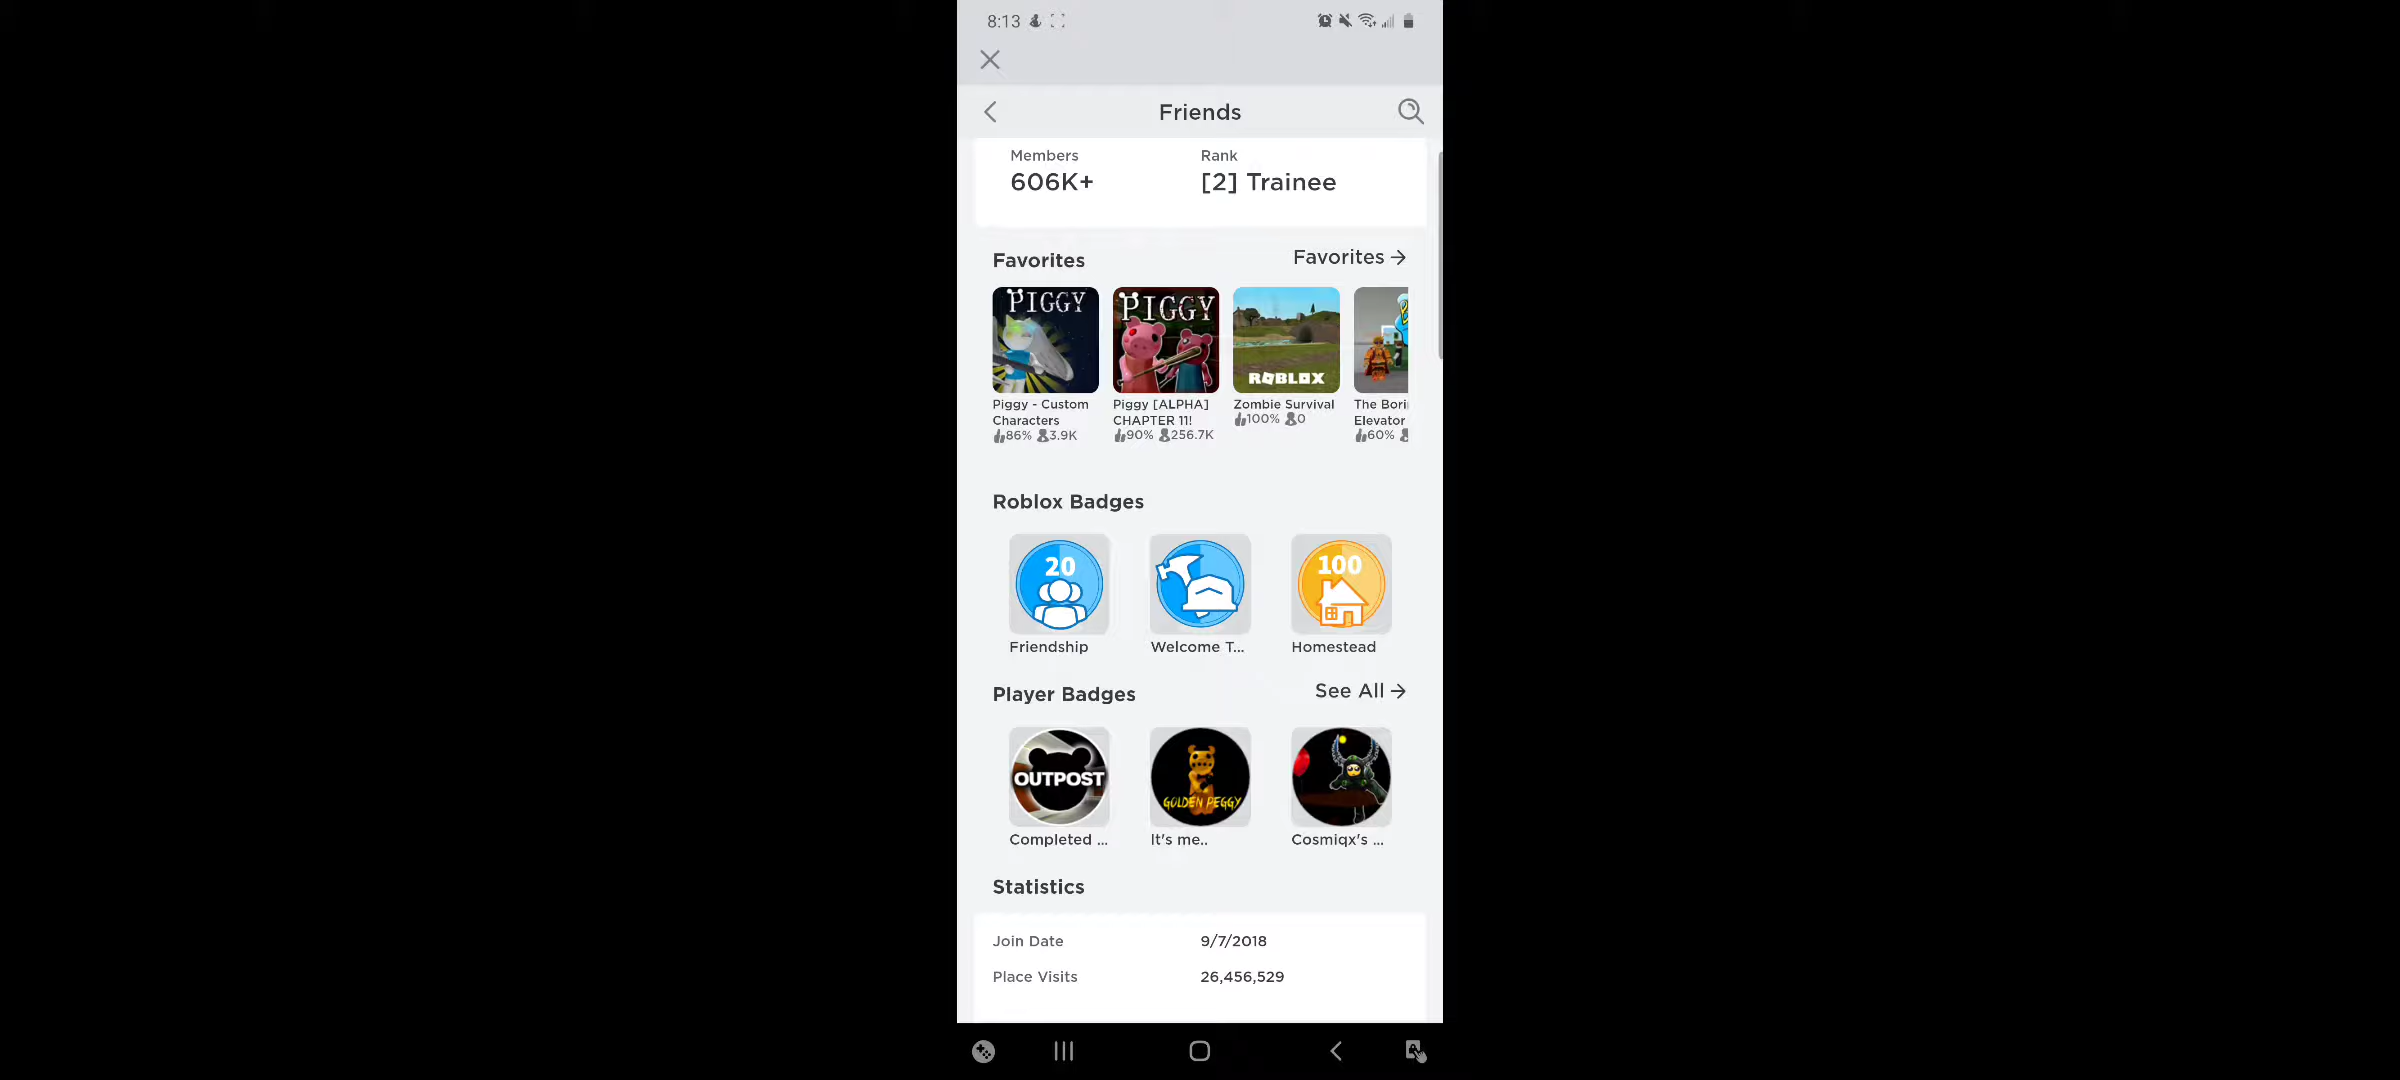 8:13
Friends
Members
Rank
606K+
[2] Trainee
Favorites
Favorites →
PIGGY
PIGGY
ROBLOX
Piggy - Custom
Characters
86% 3.9K
Piggy [ALPHA]
CHAPTER 11!
90% 256.7K
Zombie Survival
100% 0
The Bori
Elevator
60%
Roblox Badges
20
100
Friendship
Welcome T...
Homestead
Player Badges
See All →
OUTPOST
GOLDEN PEGGY
Completed ...
It's me..
Cosmiqx's ...
Statistics
Join Date
9/7/2018
Place Visits
26,456,529